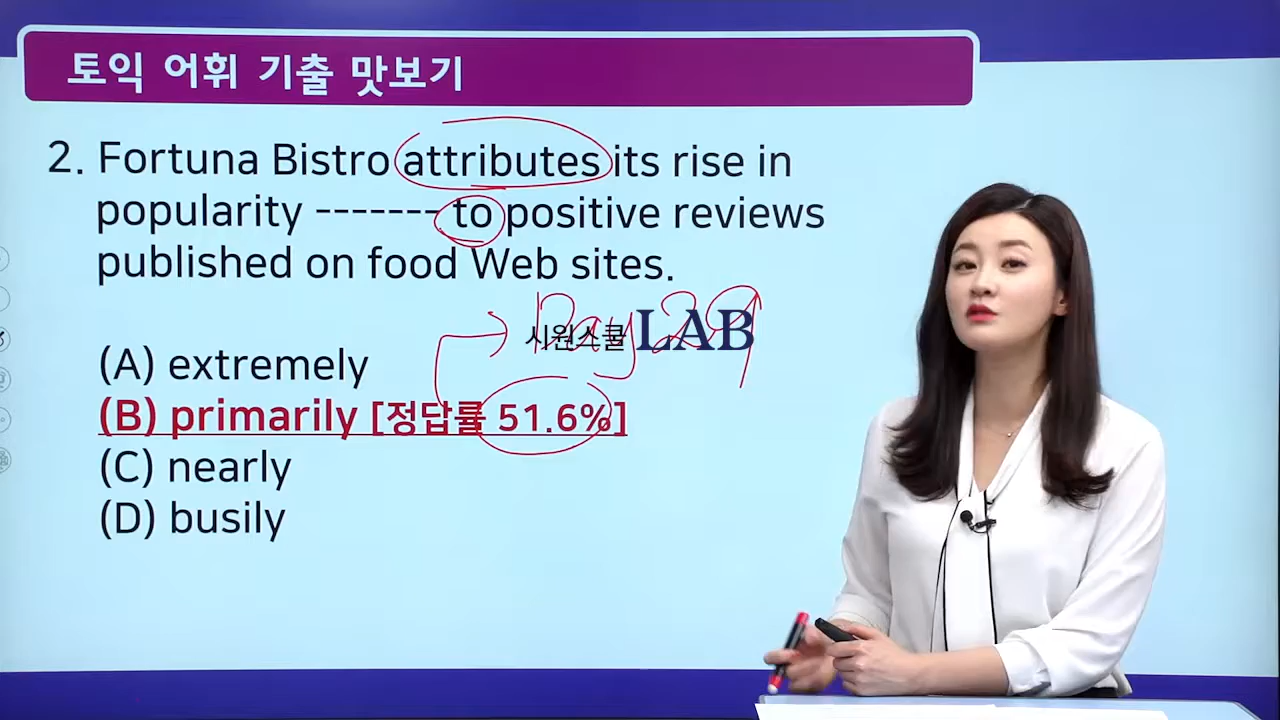 토익 어휘 기출 맛보기
2. Fortuna Bistro attributes its rise in
popularity ------- to positive reviews
published on food Web sites.
Day 29
시원스쿨 LAB
(A) extremely
(B) primarily [정답률 51.6%]
(C) nearly
(D) busily